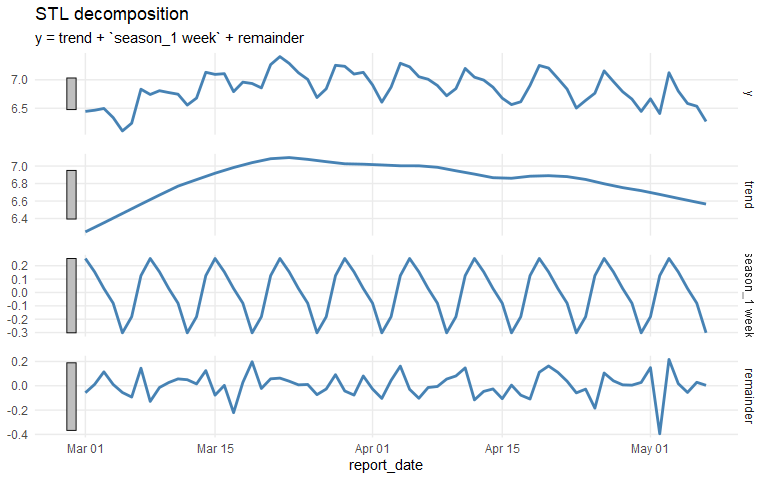 STL decomposition
y = trend + `season_1 week` + remainder
7.0
6.5
y
7.0
6.8
6.6
6.4
trend
0.2
0.1
0.0
-0.1
-0.2
-0.3
season_1 week
0.2
0.0
-0.2
-0.4
remainder
Mar 01
Mar 15
Apr 01
Apr 15
May 01
report_date